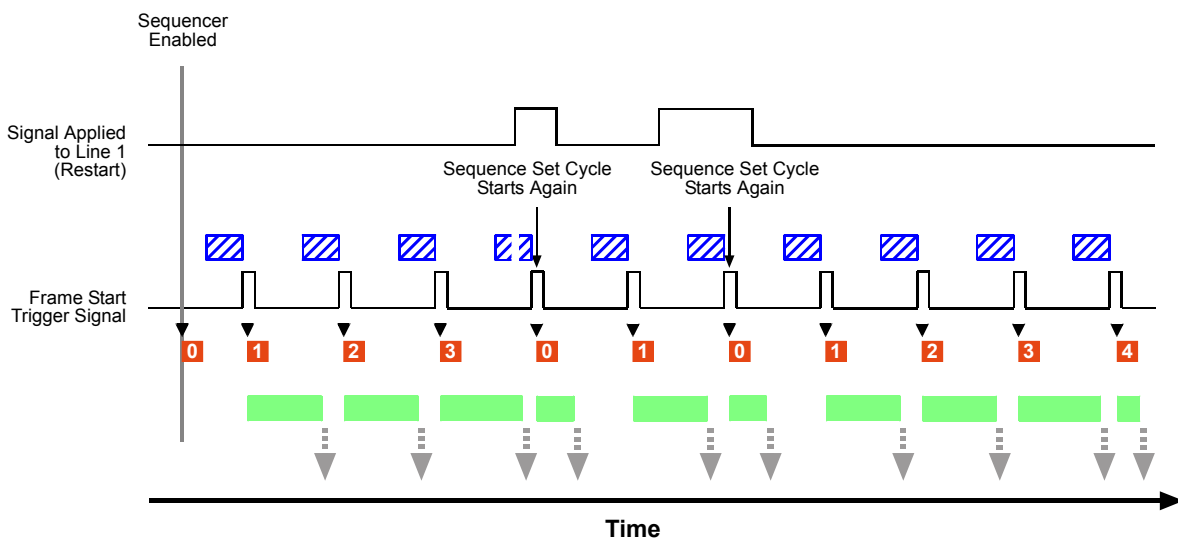 Sequencer
Enabled
Signal Applied
to Line 1
(Restart)
Sequence Set Cycle
Starts Again
Sequence Set Cycle
Starts Again
Frame Start
Trigger Signal
0 1 2 3 0 1 0 1 2 3 4
Time